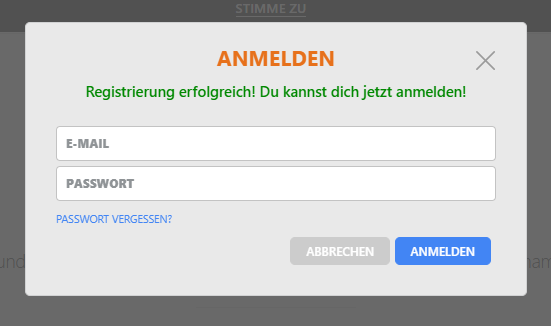 STIMME ZU
ANMELDEN
Registrierung erfolgreich! Du kannst dich jetzt anmelden!
E-MAIL
PASSWORT
PASSWORT VERGESSEN?
ABBRECHEN ANMELDEN